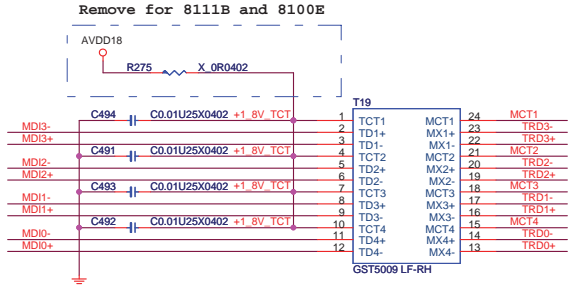 Remove for 8111B and 8100E
AVDD18
R275 X_0R0402
T19
C494 C0.01U25X0402 +1_8V_TCT 1 TCT1 MCT1 24 MCT1
MDI3- 2 TD1+ MX1+ 23 TRD3-
MDI3+ 3 TD1- MX1- 22 TRD3+
C491 C0.01U25X0402 +1_8V_TCT 4 TCT2 MCT2 21 MCT2
MDI2- 5 TD2+ MX2+ 20 TRD2-
MDI2+ 6 TD2- MX2- 19 TRD2+
C493 C0.01U25X0402 +1_8V_TCT 7 TCT3 MCT3 18 MCT3
MDI1- 8 TD3+ MX3+ 17 TRD1-
MDI1+ 9 TD3- MX3- 16 TRD1+
C492 C0.01U25X0402 +1_8V_TCT 10 TCT4 MCT4 15 MCT4
MDI0- 11 TD4+ MX4+ 14 TRD0-
MDI0+ 12 TD4- MX4- 13 TRD0+
GST5009 LF-RH